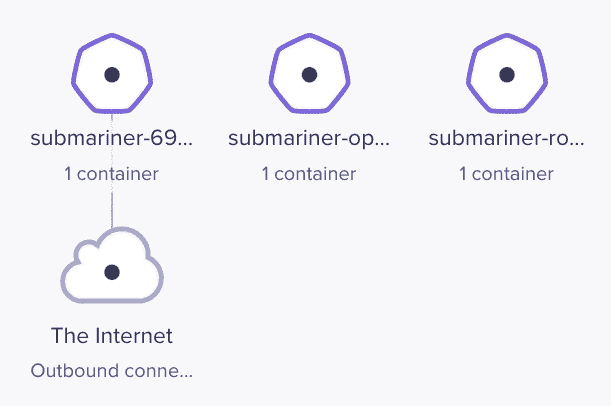 submariner-69...
submariner-op...
submariner-ro...
1 container
1 container
1 container
The Internet
Outbound conne...